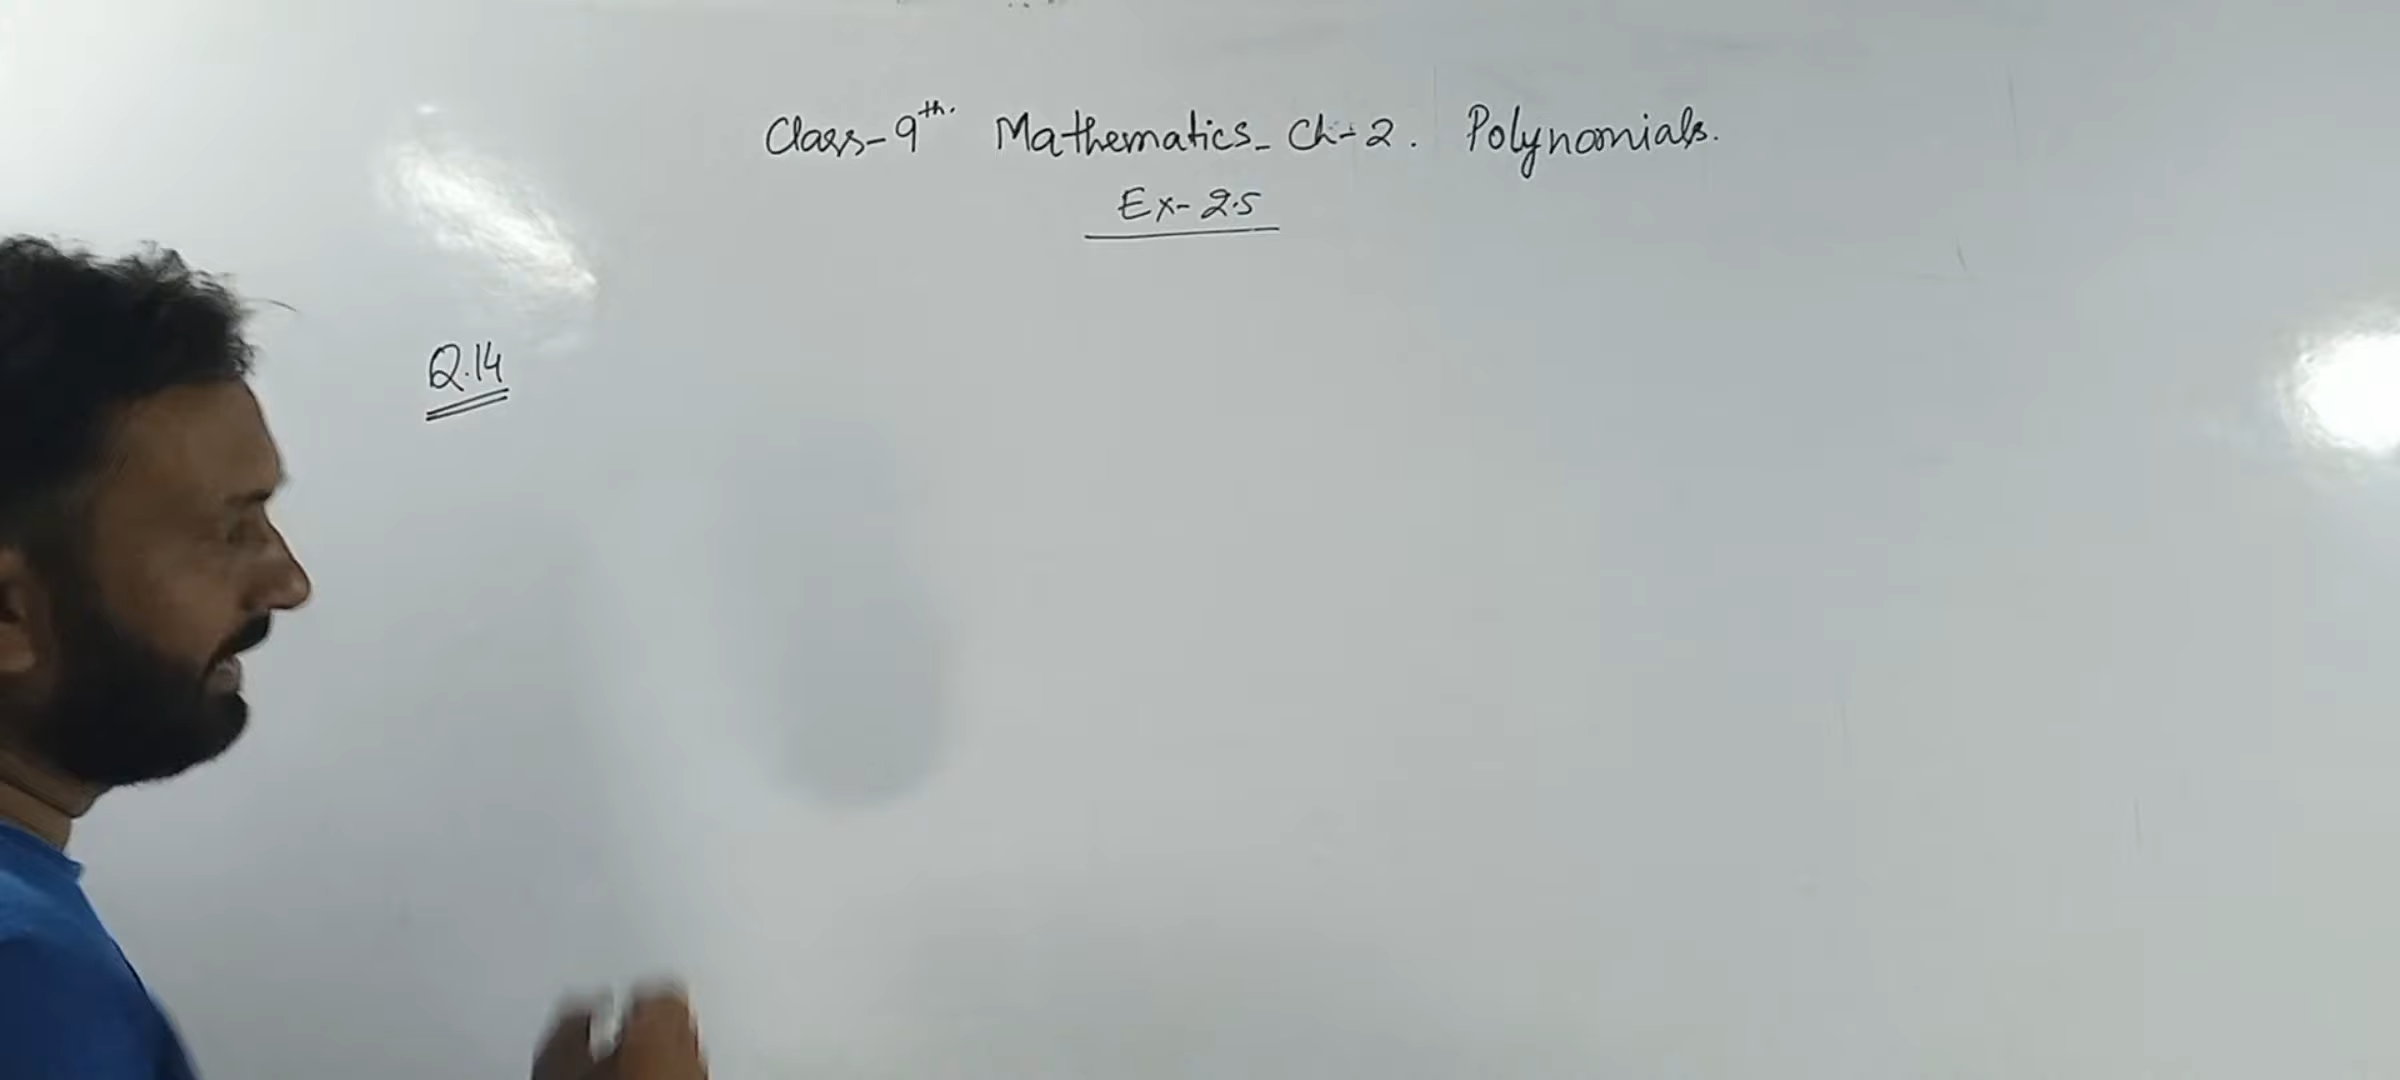 Class-9th. Mathematics- Ch-2. Polynomials.
Ex-2.5
Q.14